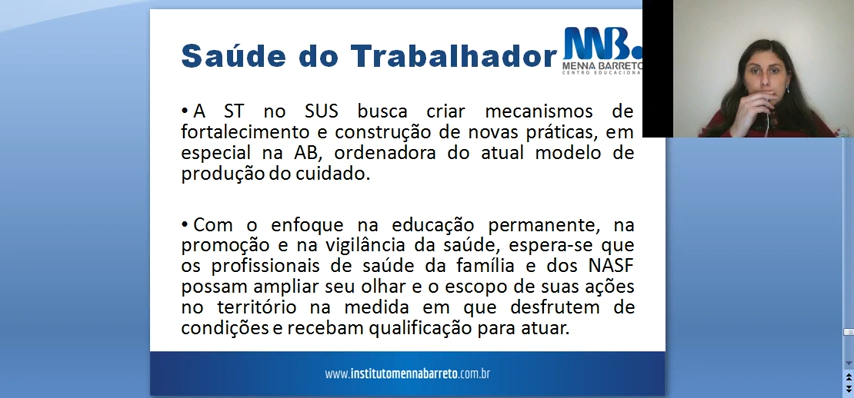 Saúde do Trabalhador
MNB.
MENNA BARRETO
CENTRO EDUCACIONAL
• A ST no SUS busca criar mecanismos de
fortalecimento e construção de novas práticas, em
especial na AB, ordenadora do atual modelo de
produção do cuidado.
• Com o enfoque na educação permanente, na
promoção e na vigilância da saúde, espera-se que
os profissionais de saúde da família e dos NASF
possam ampliar seu olhar e o escopo de suas ações
no território na medida em que desfrutem de
condições e recebam qualificação para atuar.
www.institutomennabarreto.com.br